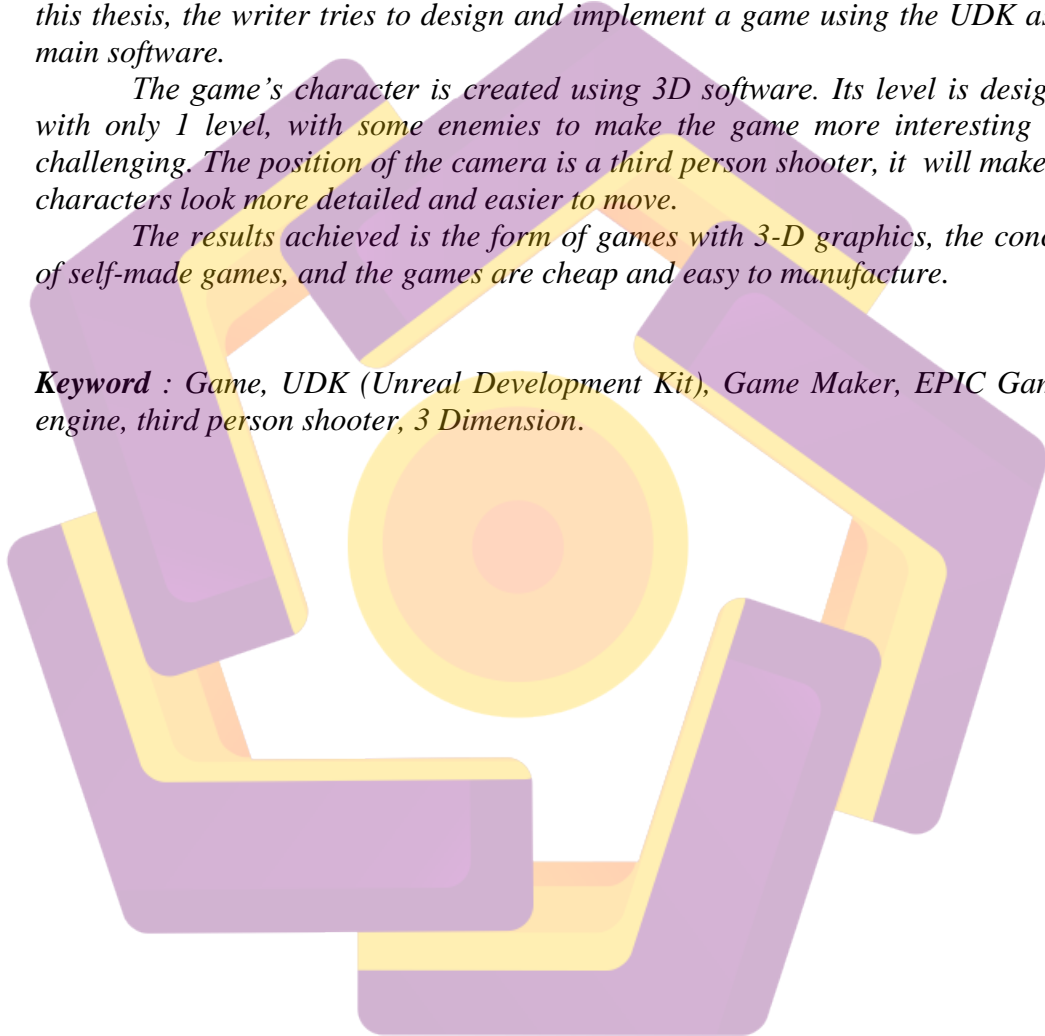 this thesis, the writer tries to design and implement a game using the UDK as
main software.
The game’s character is created using 3D software. Its level is desig
with only 1 level, with some enemies to make the game more interesting
challenging. The position of the camera is a third person shooter, it will make
characters look more detailed and easier to move.
The results achieved is the form of games with 3-D graphics, the conc
of self-made games, and the games are cheap and easy to manufacture.
Keyword : Game, UDK (Unreal Development Kit), Game Maker, EPIC Gam
engine, third person shooter, 3 Dimension.